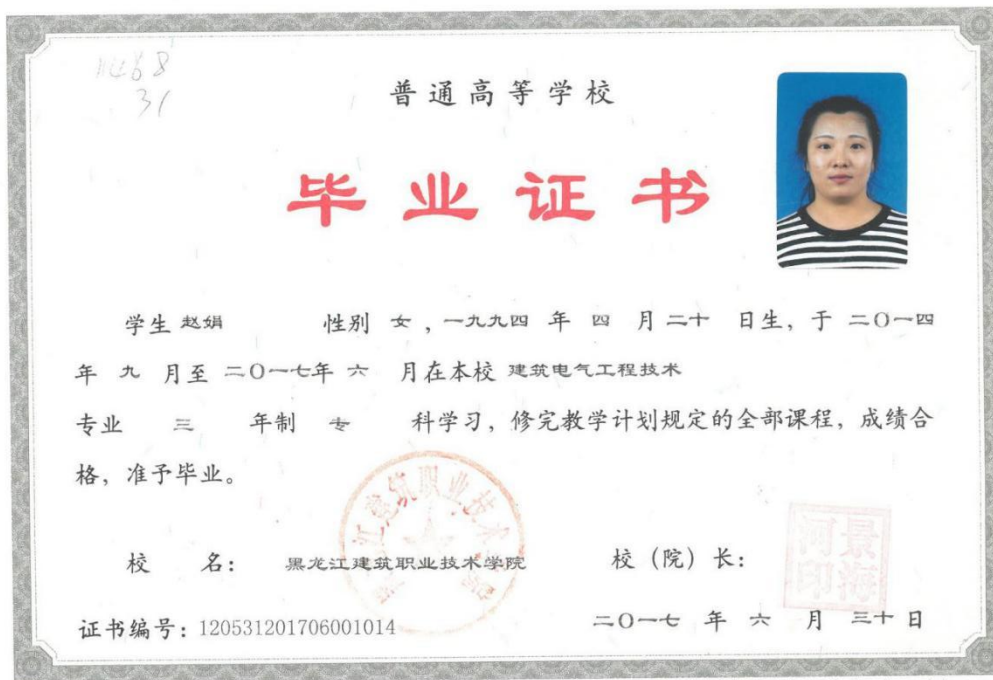 31
普通高等学校
毕业证书
学生 赵娟 性别 女，一九九四 年 四 月 二十 日生，于 二〇一四
年 九 月至 二〇一七年 六 月在本校 建筑电气工程技术
专业 三 年制 专 科学习，修完教学计划规定的全部课程，成绩合
格，准予毕业。
校 名： 黑龙江建筑职业技术学院 校（院）长：
景海
河印
证书编号：120531201706001014 二〇一七 年 六 月 三十 日